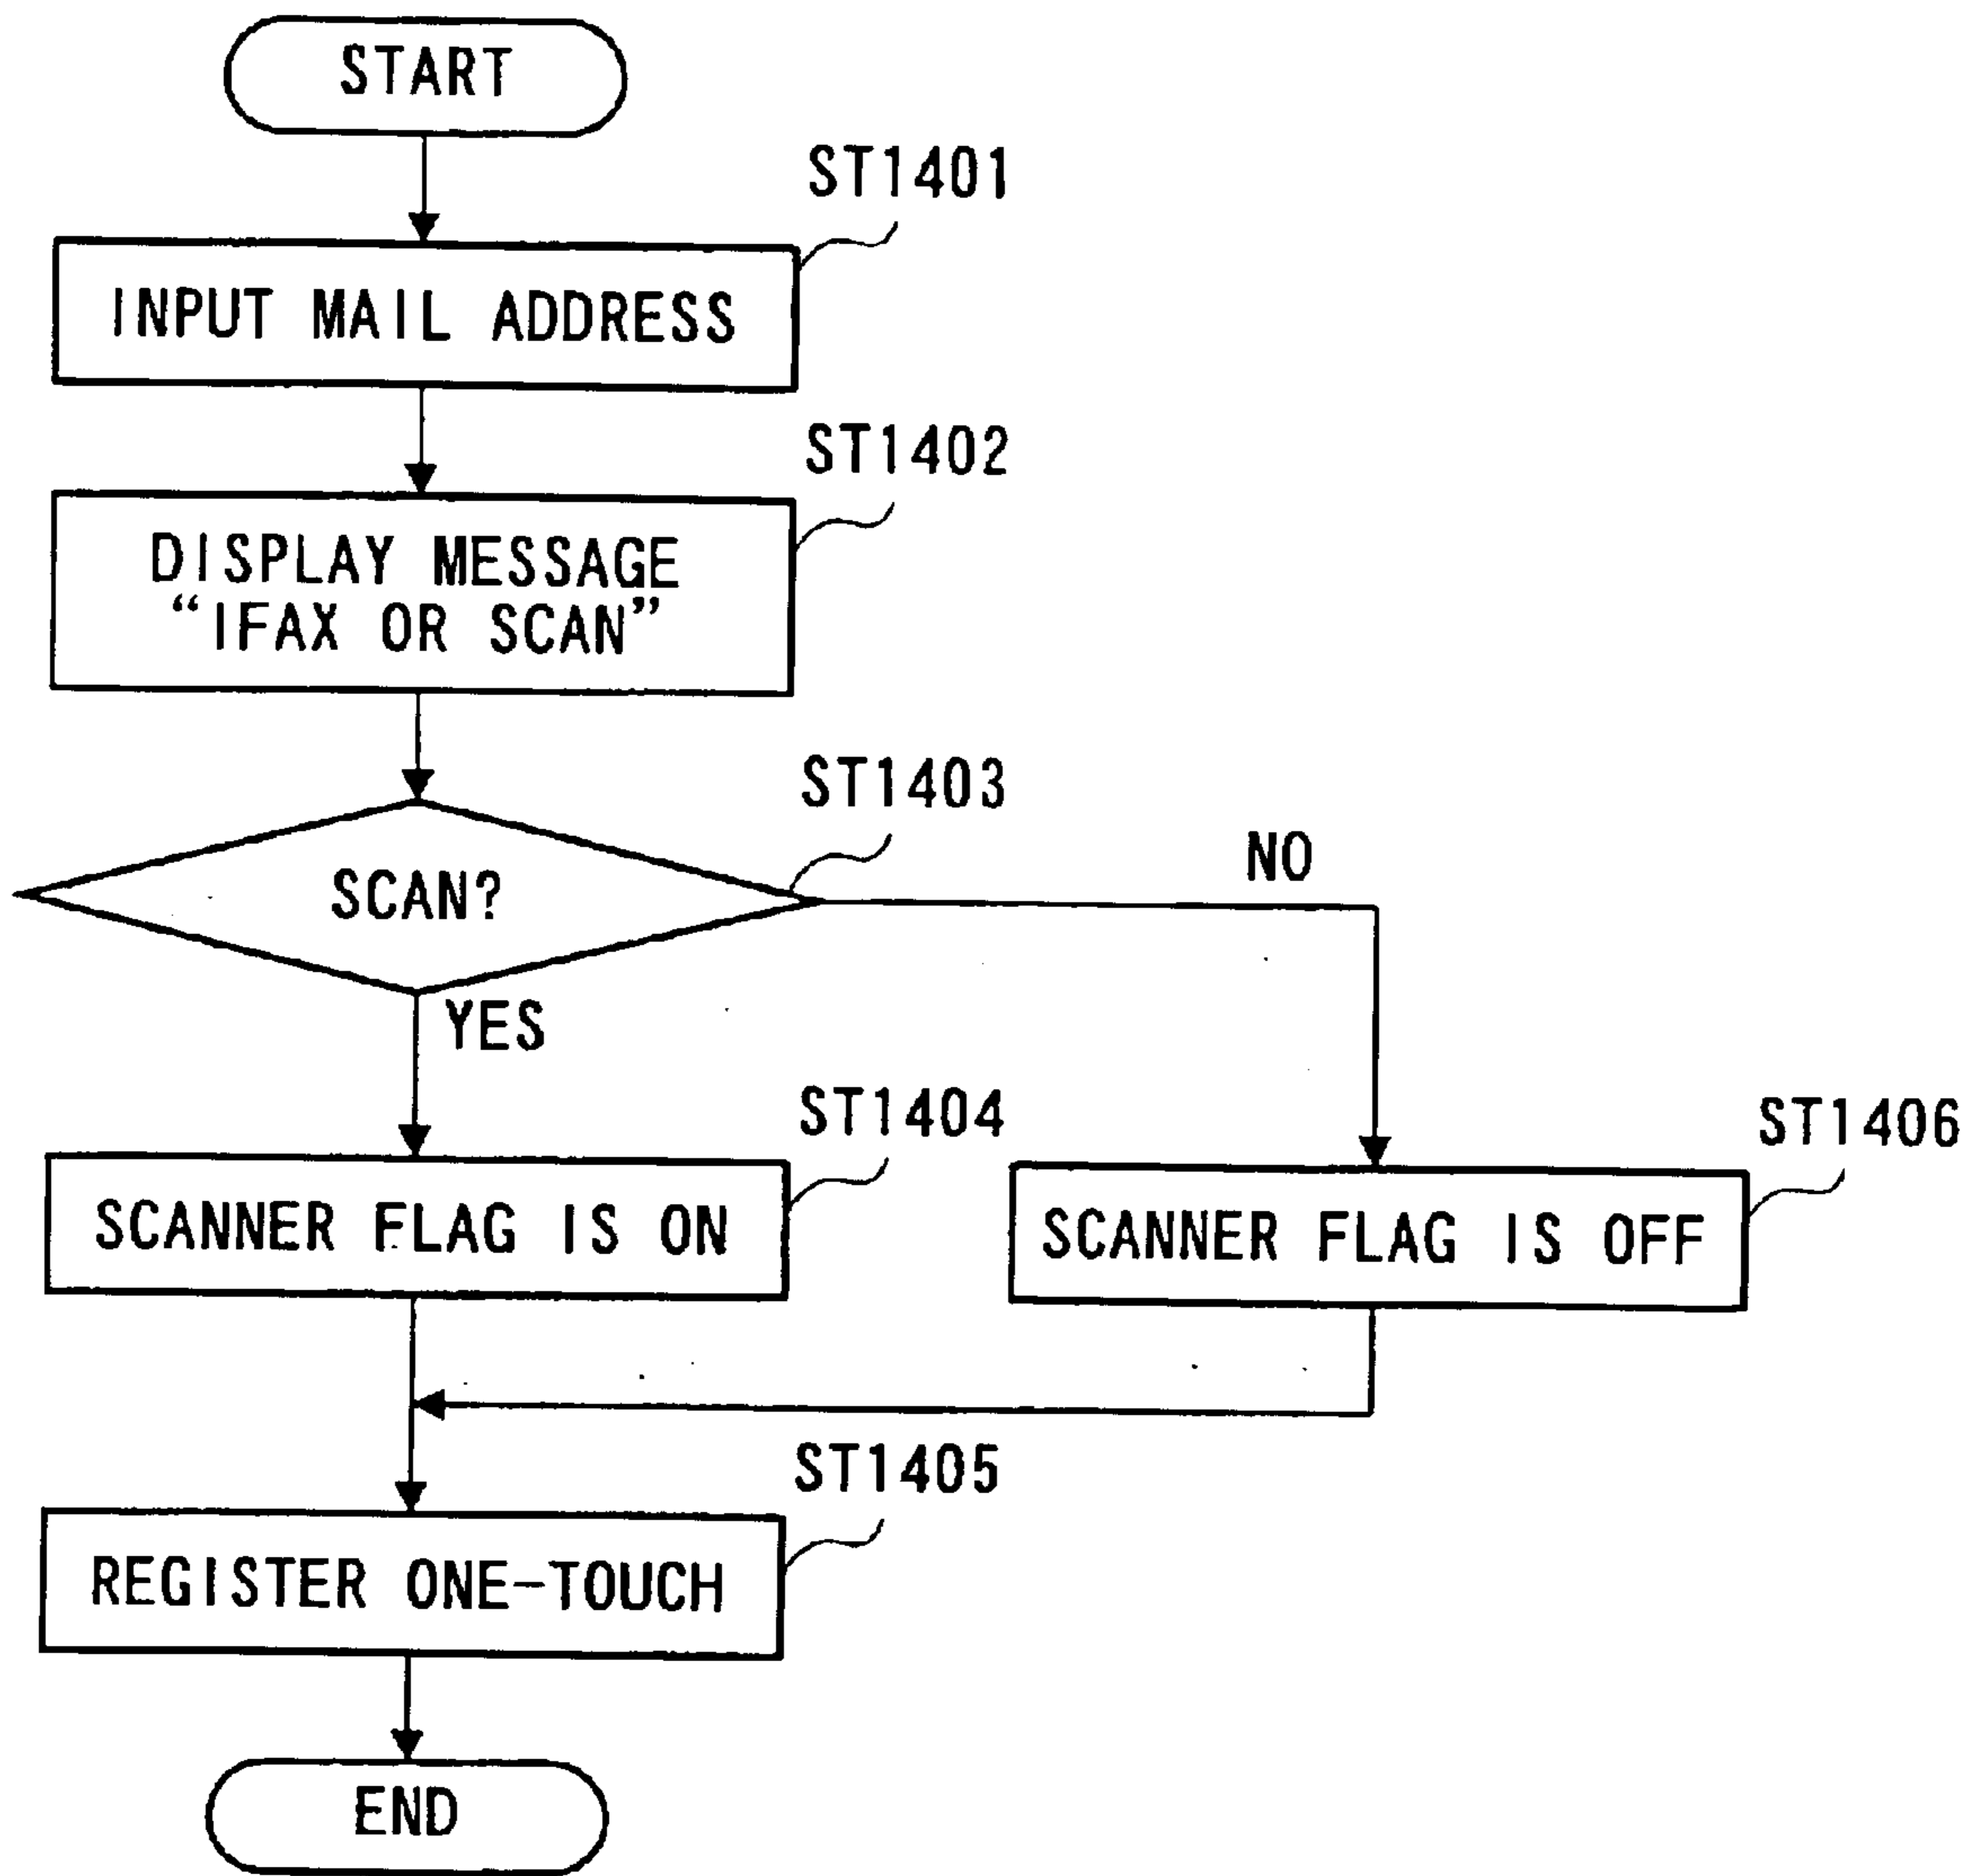 START
ST1401
INPUT MAIL ADDRESS
ST1402
DISPLAY MESSAGE
“IFAX OR SCAN”
ST1403
SCAN?
NO
YES
ST1404
ST1406
SCANNER FLAG IS ON
SCANNER FLAG IS OFF
ST1405
REGISTER ONE-TOUCH
END